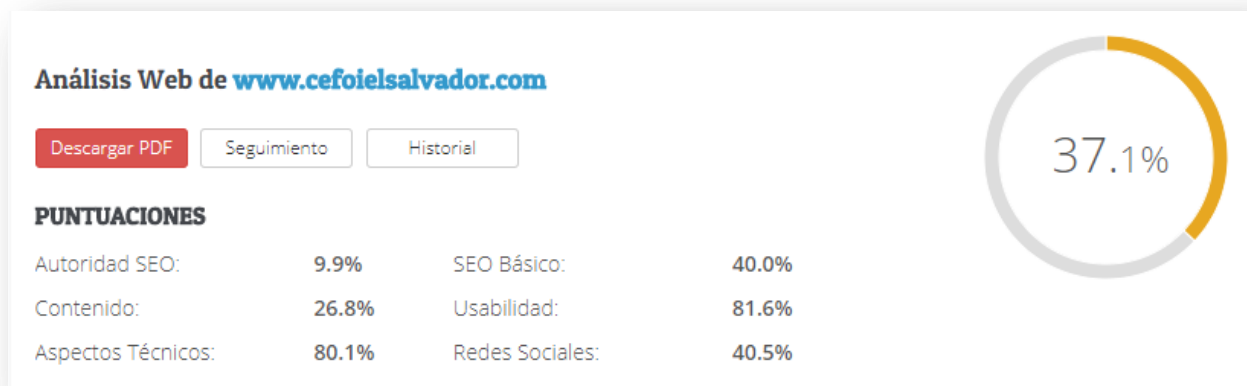 Análisis Web de www.cefoielsalvador.com
37.1%
Descargar PDF Seguimiento Historial
PUNTUACIONES
Autoridad SEO: 9.9% SEO Básico: 40.0%
Contenido: 26.8% Usabilidad: 81.6%
Aspectos Técnicos: 80.1% Redes Sociales: 40.5%